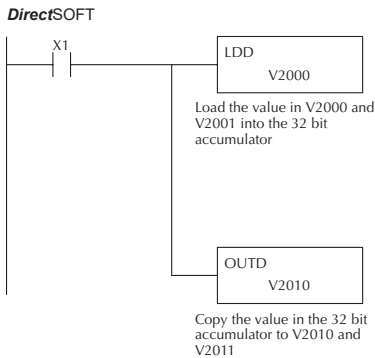 DirectSOFT
X1
LDD
V2000
Load the value in V2000 and
V2001 into the 32 bit
accumulator
OUTD
V2010
Copy the value in the 32 bit
accumulator to V2010 and
V2011